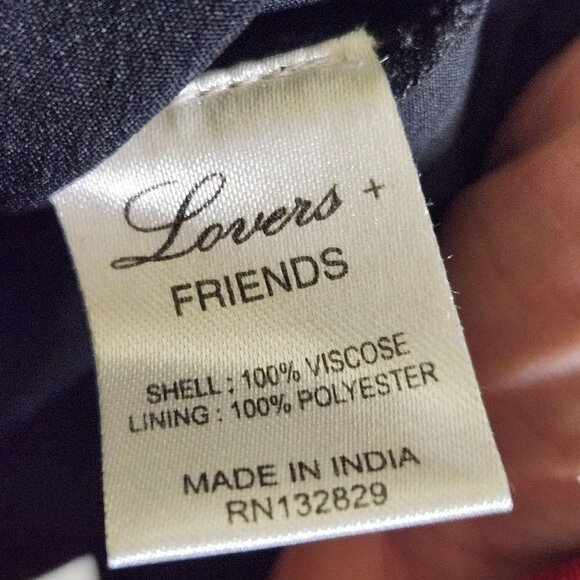 Lovers +
FRIENDS
SHELL : 100% VISCOSE
LINING : 100% POLYESTER
MADE IN INDIA
RN132829